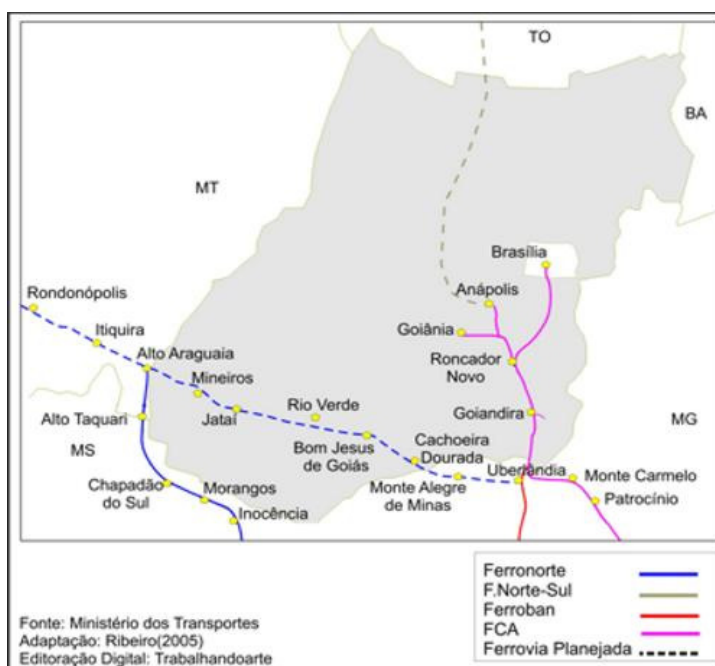 TO
BA
MT
Brasília
Rondonópolis
Anápolis
Goiânia
Itiquira
Alto Araguaia
Roncador
Novo
Mineiros
Rio Verde
Goiandira
Alto Taquari
Jataí
MG
MS
Bom Jesus
de Goiás
Cachoeira
Dourada
Uberlândia
Monte Carmelo
Chapadão
do Sul
Morangos
Monte Alegre
de Minas
Patrocínio
Inocência
Ferronorte
F.Norte-Sul
Ferroban
FCA
Ferrovia Planejada
Fonte: Ministério dos Transportes
Adaptação: Ribeiro(2005)
Editoração Digital: Trabalhandoarte